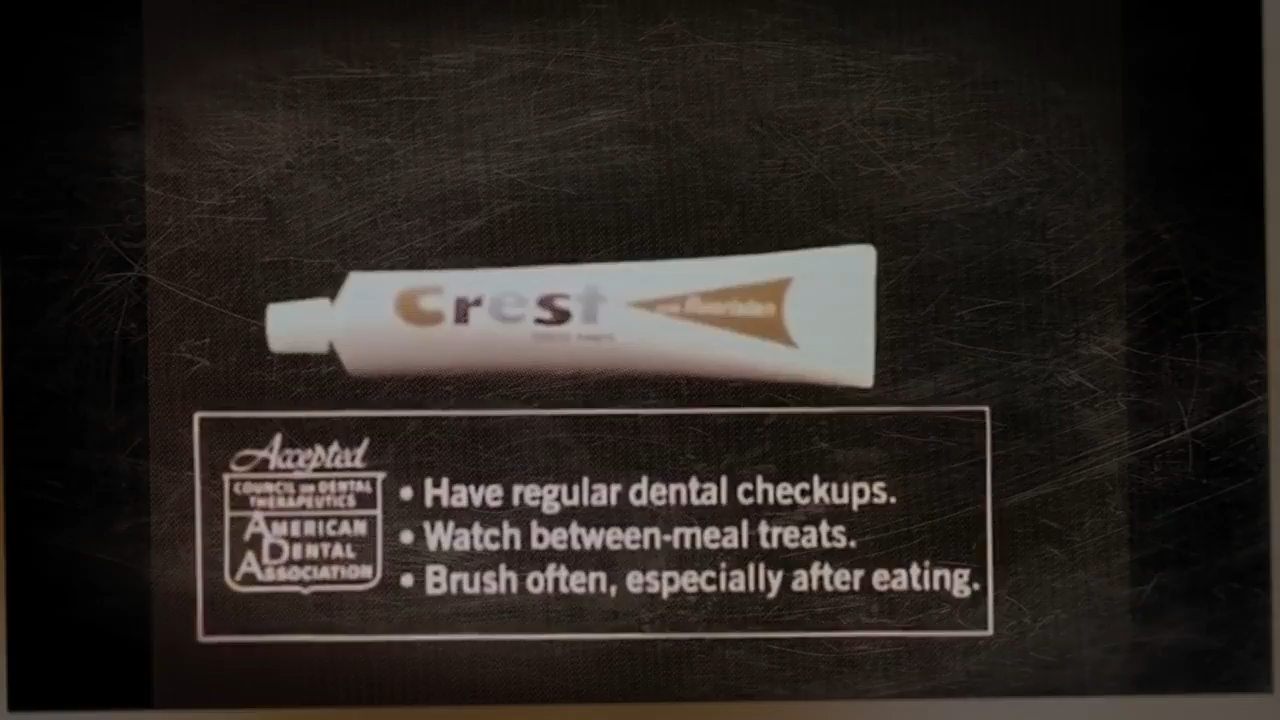 Crest
Accepted
COUNCIL ON DENTAL
THERAPEUTICS
AMERICAN
DENTAL
ASSOCIATION
• Have regular dental checkups.
• Watch between-meal treats.
• Brush often, especially after eating.